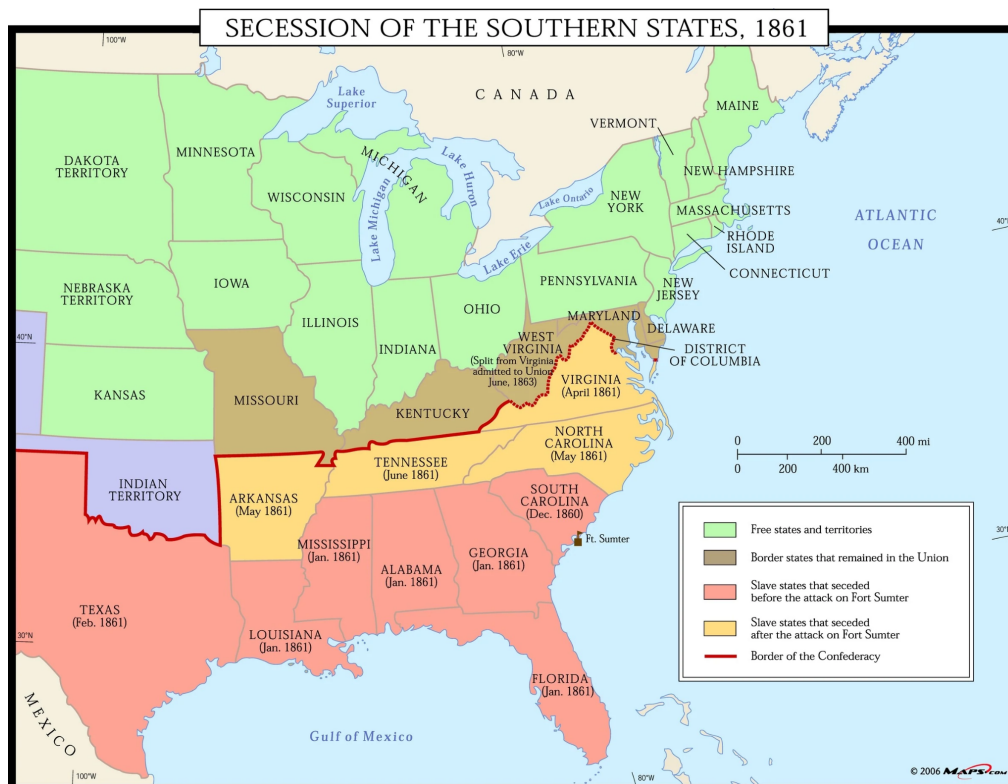 SECESSION OF THE SOUTHERN STATES, 1861
100°W
80°W
CANADA
Lake
Superior
MAINE
VERMONT
DAKOTA
TERRITORY
MINNESOTA
MICHIGAN
Lake Huron
WISCONSIN
Lake Michigan
Lake Ontario
NEW
YORK
NEW HAMPSHIRE
MASSACHUSETTS
RHODE
ISLAND
CONNECTICUT
ATLANTIC
OCEAN
40°N
Lake Erie
NEBRASKA
TERRITORY
IOWA
PENNSYLVANIA
NEW
JERSEY
ILLINOIS
INDIANA
OHIO
MARYLAND
DELAWARE
DISTRICT
OF COLUMBIA
40°N
WEST
VIRGINIA
(Split from Virginia,
admitted to Union
June, 1863)
VIRGINIA
(April 1861)
KANSAS
MISSOURI
KENTUCKY
NORTH
CAROLINA
(May 1861)
TENNESSEE
(June 1861)
0 200 400 mi
0 200 400 km
INDIAN
TERRITORY
ARKANSAS
(May 1861)
SOUTH
CAROLINA
(Dec. 1860)
Ft. Sumter
30°N
MISSISSIPPI
(Jan. 1861)
ALABAMA
(Jan. 1861)
GEORGIA
(Jan. 1861)
TEXAS
(Feb. 1861)
LOUISIANA
(Jan. 1861)
FLORIDA
(Jan. 1861)
30°N
Free states and territories
Border states that remained in the Union
Slave states that seceded
before the attack on Fort Sumter
Slave states that seceded
after the attack on Fort Sumter
Border of the Confederacy
MEXICO
Gulf of Mexico
100°W
80°W
© 2006 MAPS.COM